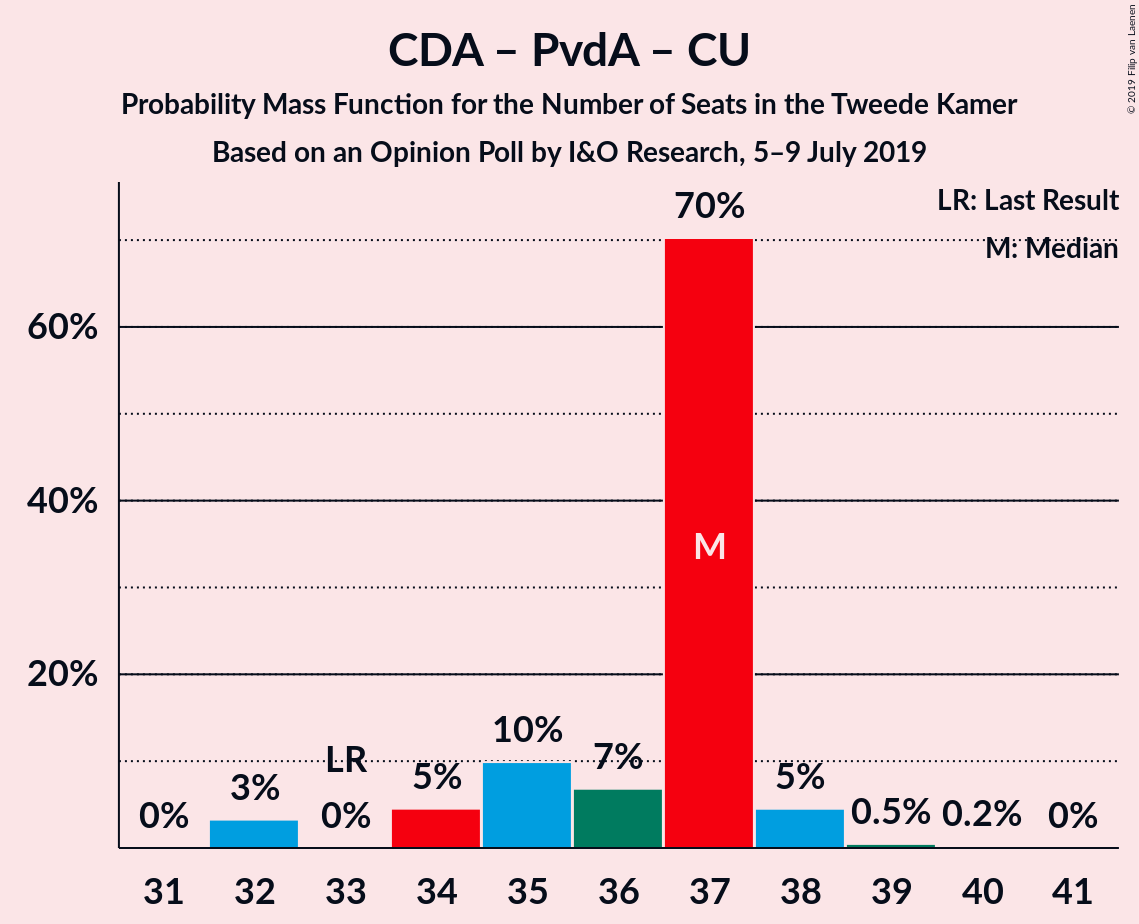 CDA – PvdA – CU
Probability Mass Function for the Number of Seats in the Tweede Kamer
Based on an Opinion Poll by I&O Research, 5–9 July 2019
© 2019 Filip van Laenen
LR: Last Result
M: Median
70%
60%
40%
20%
M
0%
3%
LR
0%
5%
10%
7%
5%
0.5%
0.2%
0%
31 32 33 34 35 36 37 38 39 40 41